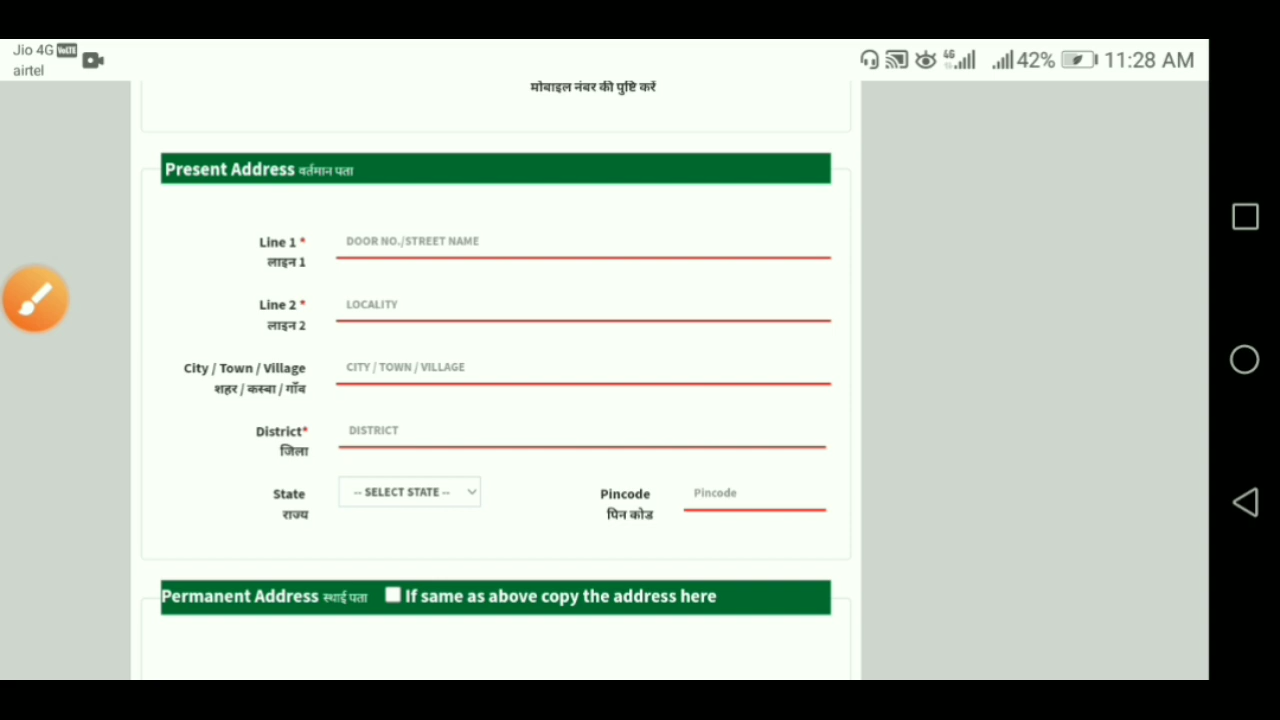 Jio 4G VoLTE
airtel
4G 42% 11:28 AM
मोबाइल नंबर की पुष्टि करें
Present Address वर्तमान पता
Line 1 * DOOR NO./STREET NAME
लाइन 1
Line 2 * LOCALITY
लाइन 2
City / Town / Village CITY / TOWN / VILLAGE
शहर / कस्बा / गाँव
District* DISTRICT
जिला
State -- SELECT STATE -- Pincode Pincode
राज्य पिन कोड
Permanent Address स्थाई पता If same as above copy the address here